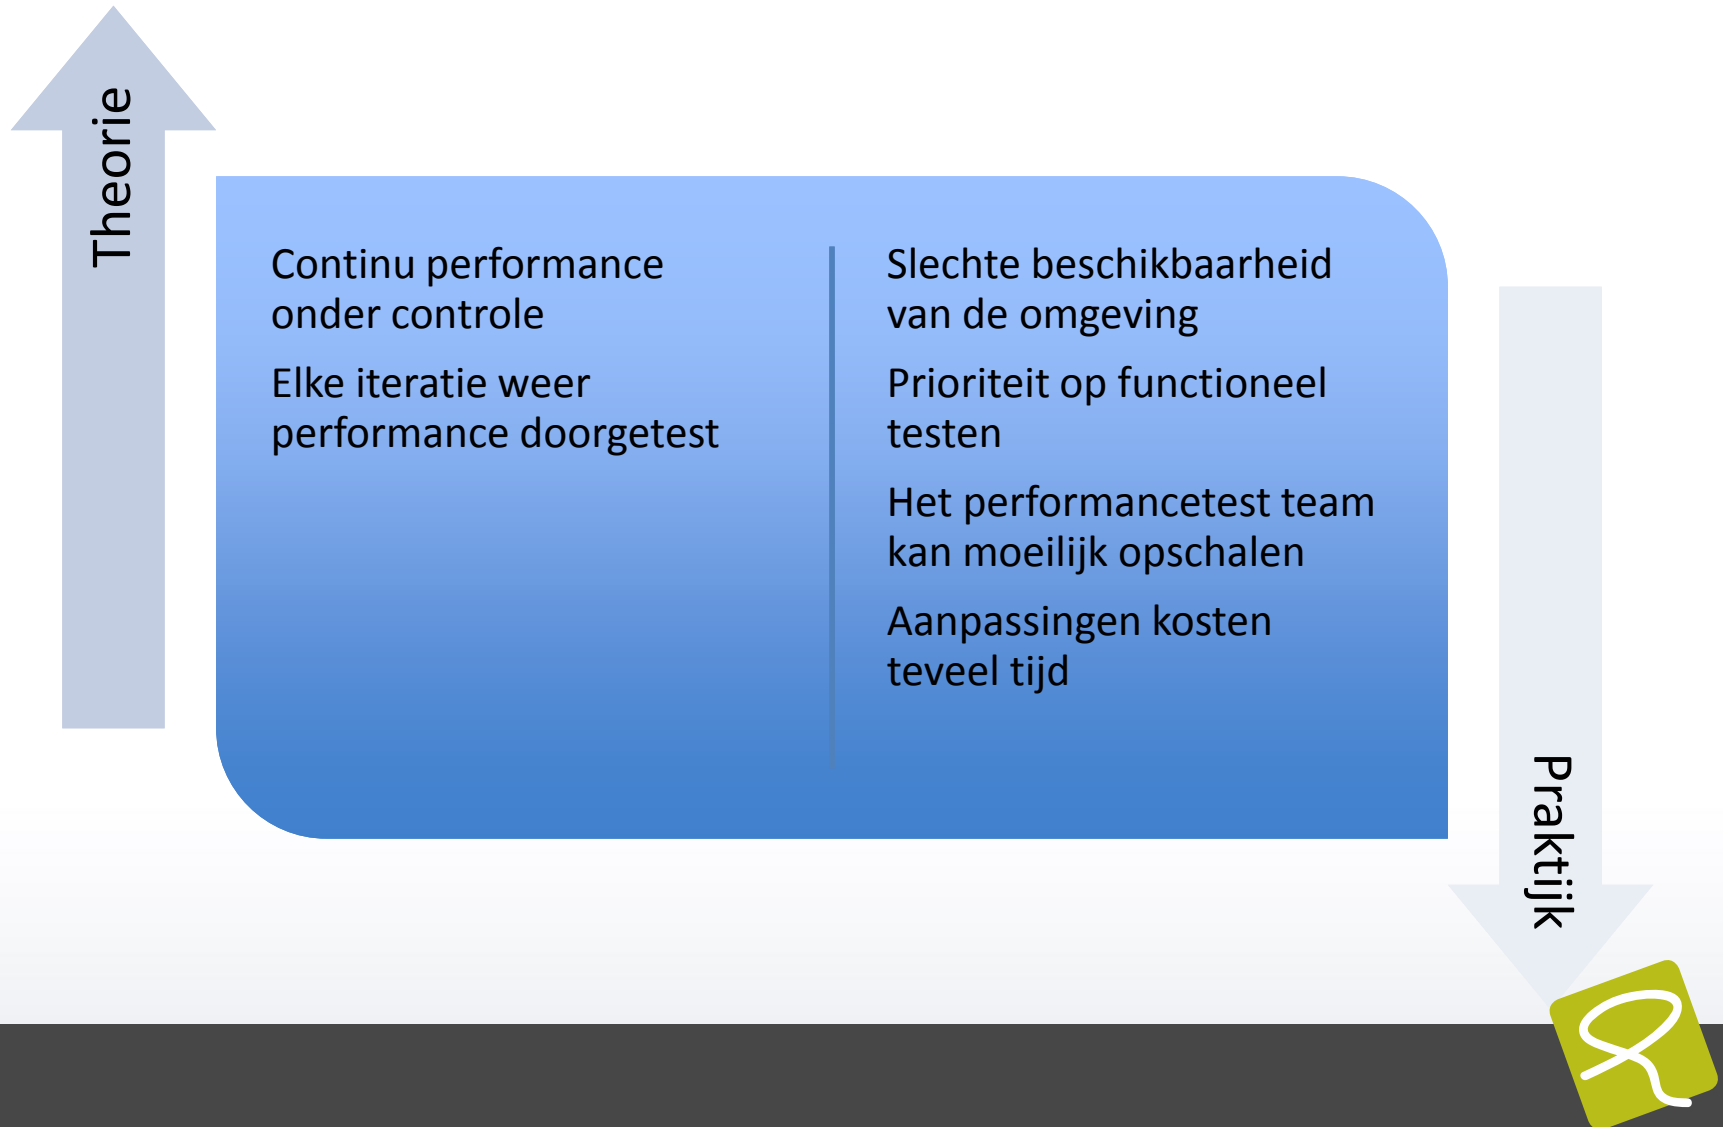 Theorie
Continu performance
onder controle
Elke iteratie weer
performance doorgetest
Slechte beschikbaarheid
van de omgeving
Prioriteit op functioneel
testen
Het performancetest team
kan moeilijk opschalen
Aanpassingen kosten
teveel tijd
Praktijk